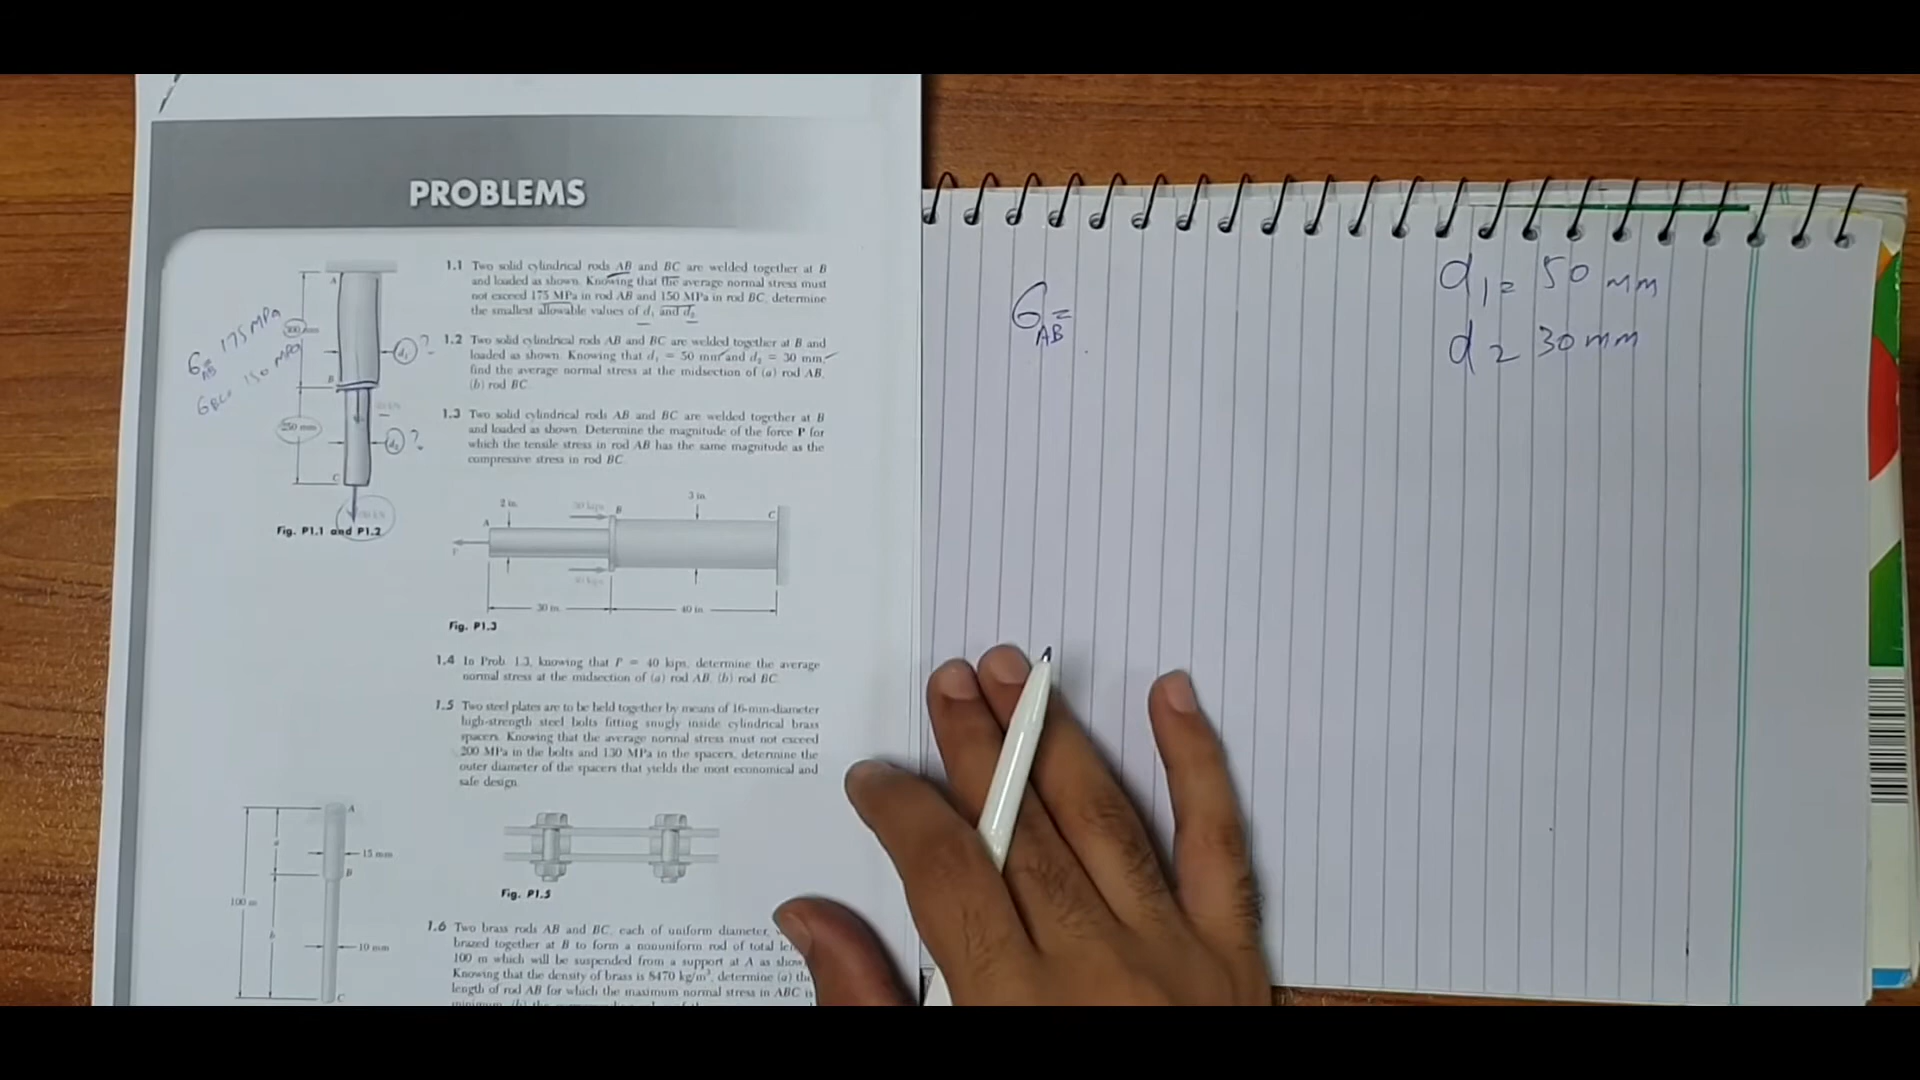 PROBLEMS
1.1 Two solid cylindrical rods AB and BC are welded together at B
and loaded as shown. Knowing that the average normal stress must
not exceed 175 MPa in rod AB and 150 MPa in rod BC, determine
the smallest allowable values of d₁ and d₂.
1.2 Two solid cylindrical rods AB and BC are welded together at B and
loaded as shown. Knowing that d₁ = 50 mm and d₂ = 30 mm,
find the average normal stress at the midsection of (a) rod AB,
(b) rod BC.
A
300 mm
d₁ ?
B
250 mm
d₂ ?
C
Fig. P1.1 and P1.2
σAB = 175 MPa
σBC = 150 MPa
1.3 Two solid cylindrical rods AB and BC are welded together at B
and loaded as shown. Determine the magnitude of the force P for
which the tensile stress in rod AB has the same magnitude as the
compressive stress in rod BC.
2 in.
3 in.
A
B
C
P
30 in.
40 in.
Fig. P1.3
1.4 In Prob. 1.3, knowing that P = 40 kips, determine the average
normal stress at the midsection of (a) rod AB, (b) rod BC.
1.5 Two steel plates are to be held together by means of 16-mm-diameter
high-strength steel bolts fitting snugly inside cylindrical brass
spacers. Knowing that the average normal stress must not exceed
200 MPa in the bolts and 130 MPa in the spacers, determine the
outer diameter of the spacers that yields the most economical and
safe design.
Fig. P1.5
A
a
15 mm
B
100 m
b
10 mm
C
1.6 Two brass rods AB and BC, each of uniform diameter,
brazed together at B to form a nonuniform rod of total
100 m which will be suspended from a support at A as
Knowing that the density of brass is 8470 kg/m³, determine (a)
length of rod AB for which the maximum normal stress in ABC is
σAB =
d₁ = 50 mm
d₂ 30 mm